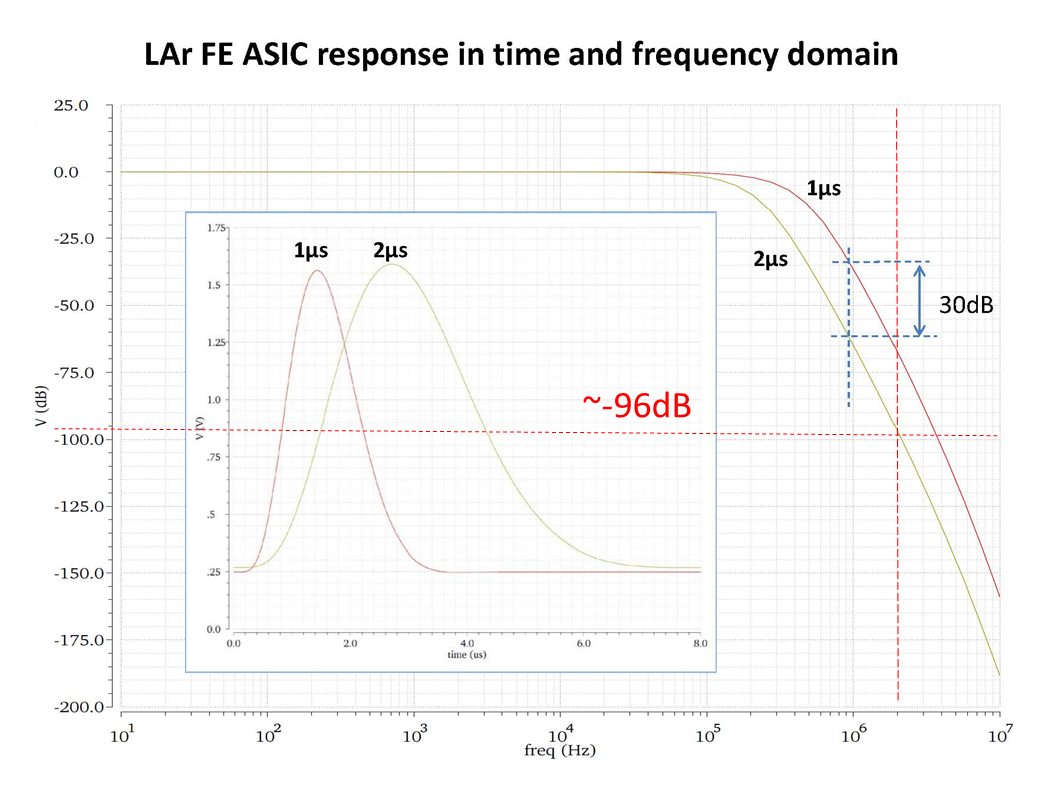 LAr FE ASIC response in time and frequency domain
25.0
0.0
-25.0
-50.0
-75.0
-100.0
-125.0
-150.0
-175.0
-200.0
V (dB)
10¹
10²
10³
10⁴
10⁵
10⁶
10⁷
freq (Hz)
1μs
2μs
30dB
~-96dB
1μs
2μs
1.75
1.5
1.25
1.0
.75
.5
.25
0.0
V (V)
0.0
2.0
4.0
6.0
8.0
time (us)